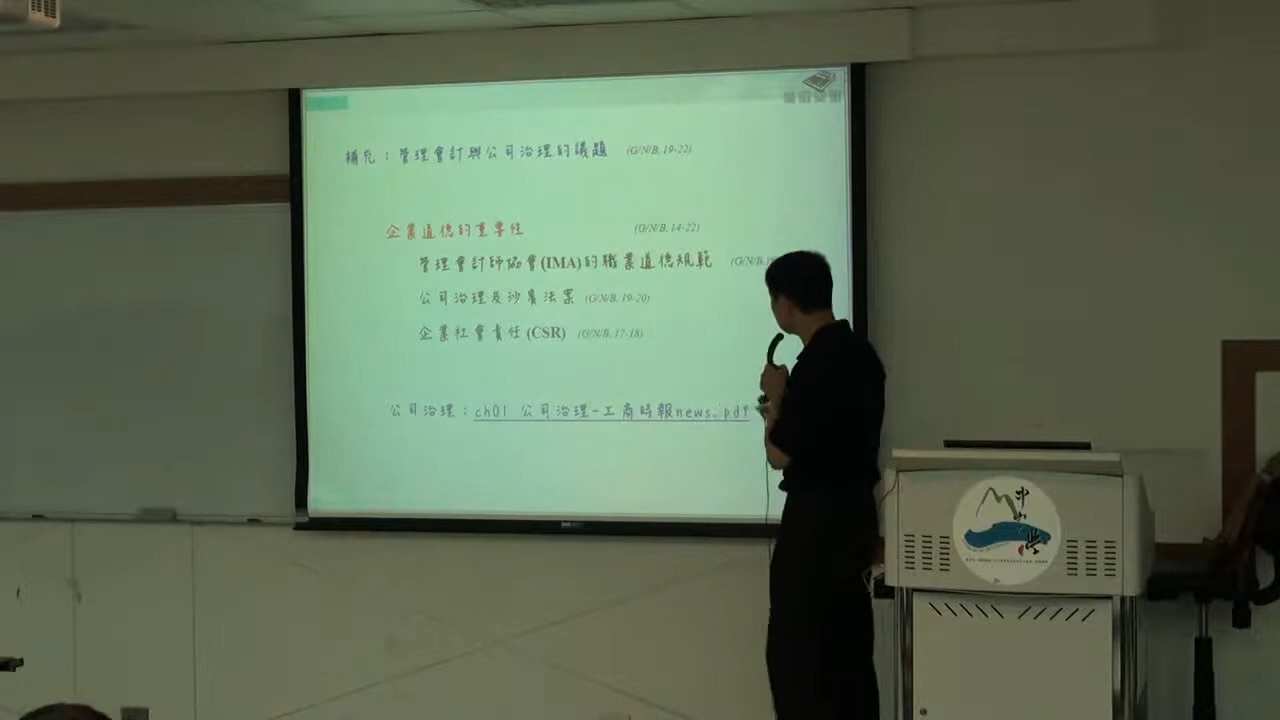 補充：管理會計與公司治理的議題 (G/N/B, 19-22)
企業道德的重要性 (G/N/B, 14-22)
管理會計師協會(IMA)的職業道德規範 (G/N/B,
公司治理及沙賓法案 (G/N/B, 19-20)
企業社會責任(CSR) (G/N/B, 17-18)
公司治理：ch01 公司治理-工商時報news.pdf
中山學